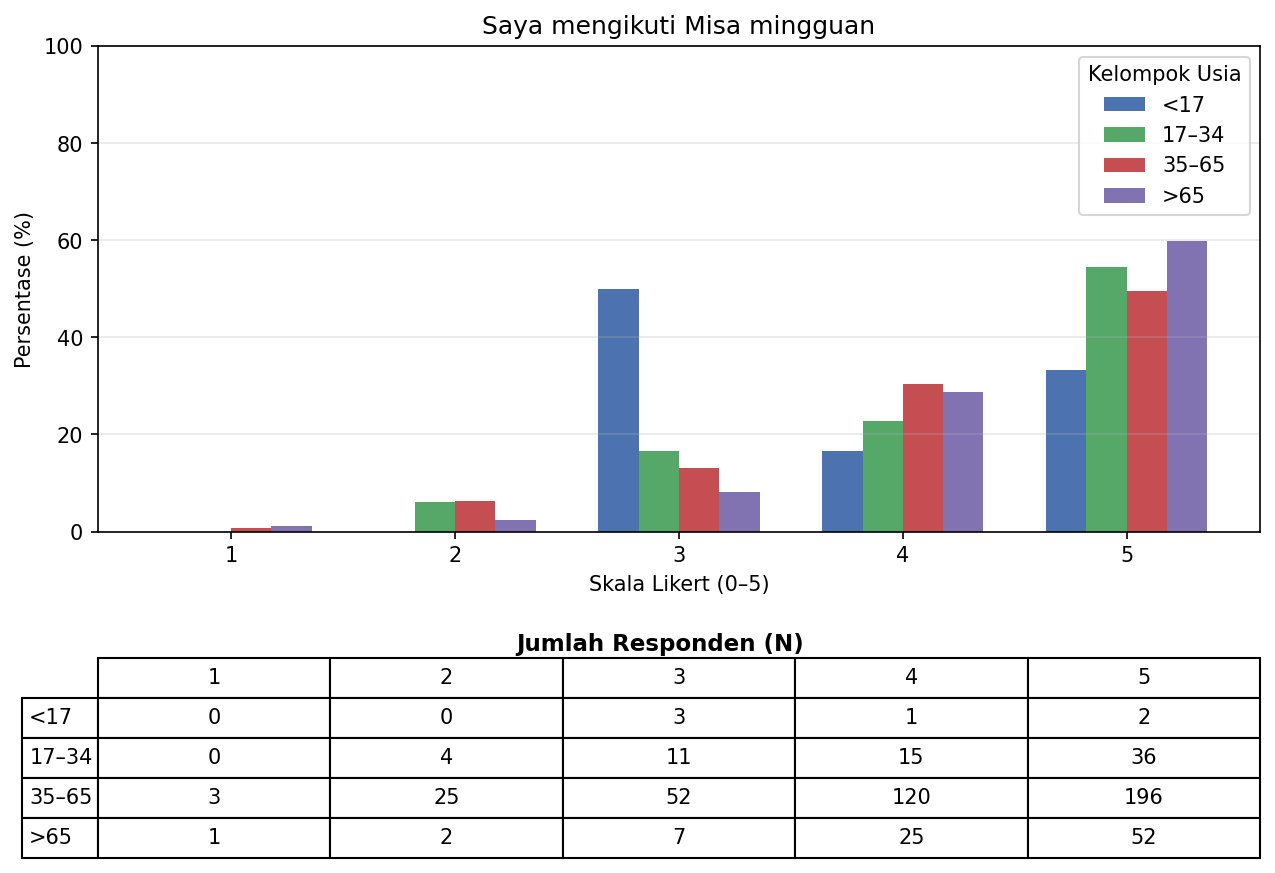 Saya mengikuti Misa mingguan
100
80
60
40
20
0
Persentase (%)
Kelompok Usia
<17
17–34
35–65
>65
1 2 3 4 5
Skala Likert (0–5)
Jumlah Responden (N)
1 2 3 4 5
<17 0 0 3 1 2
17–34 0 4 11 15 36
35–65 3 25 52 120 196
>65 1 2 7 25 52